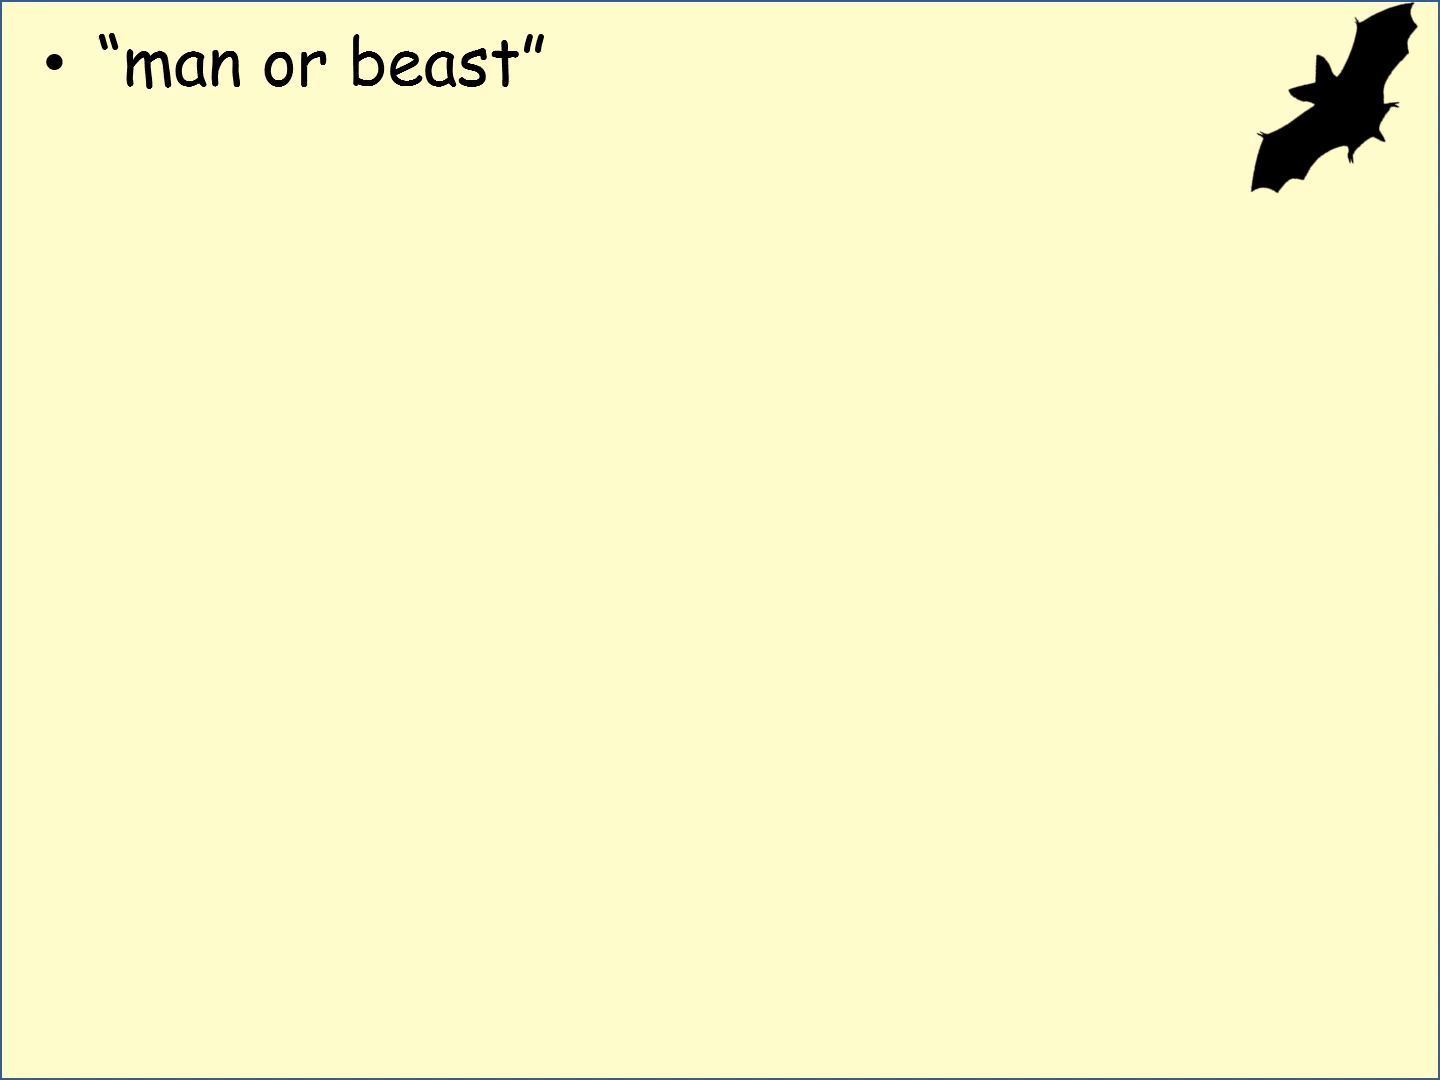 • “man or beast”